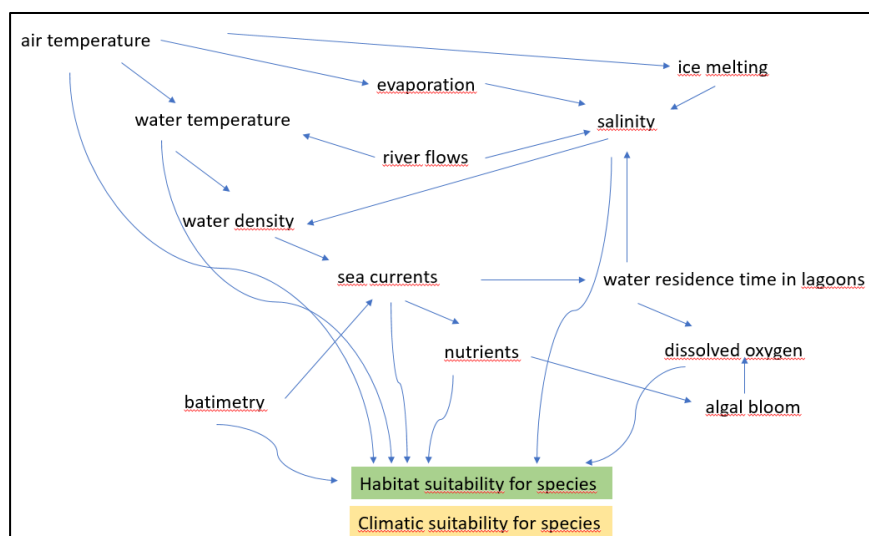 air temperature
ice melting
evaporation
water temperature
salinity
river flows
water density
sea currents
water residence time in lagoons
nutrients
dissolved oxygen
batimetry
algal bloom
Habitat suitability for species
Climatic suitability for species